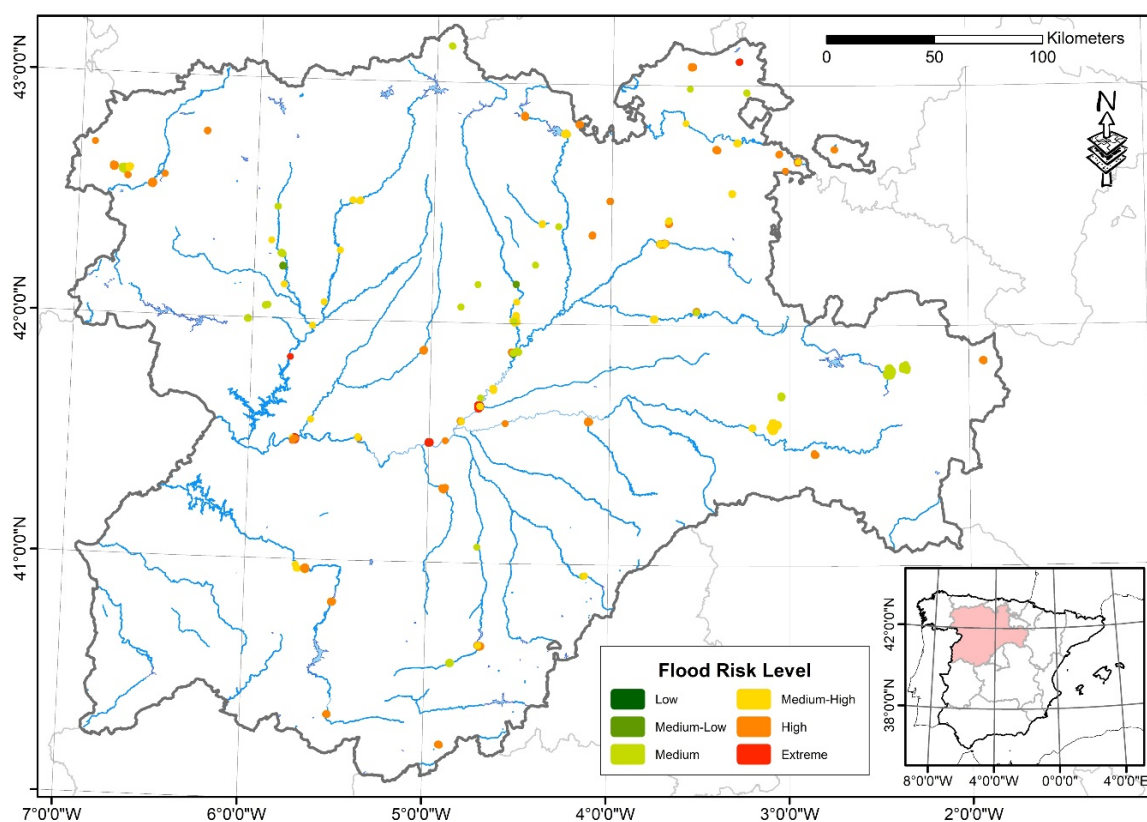 43°0'0"N
42°0'0"N
41°0'0"N
7°0'0"W
6°0'0"W
5°0'0"W
4°0'0"W
3°0'0"W
2°0'0"W
Kilometers
0
50
100
N
Flood Risk Level
Low
Medium-High
Medium-Low
High
Medium
Extreme
42°0'0"N
38°0'0"N
8°0'0"W
4°0'0"W
0°0'0"
4°0'0"E